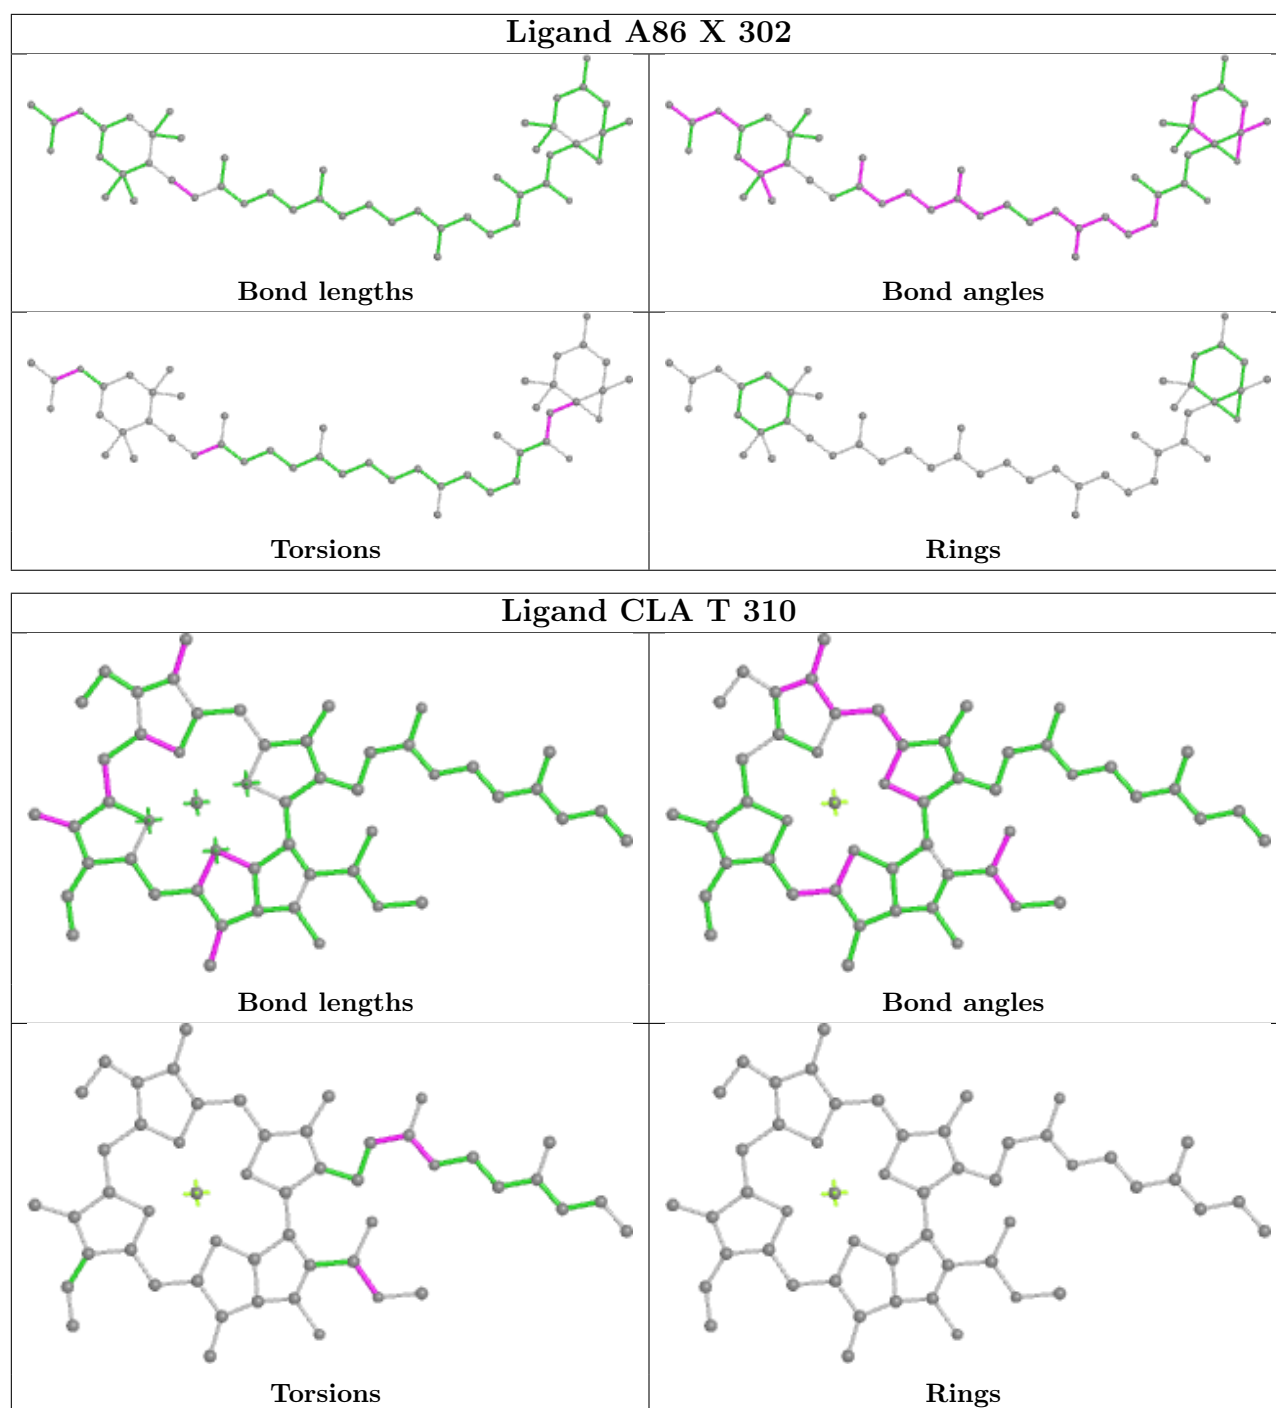 Ligand A86 X 302
Bond lengths
Bond angles
Torsions
Rings
Ligand CLA T 310
Bond lengths
Bond angles
Torsions
Rings